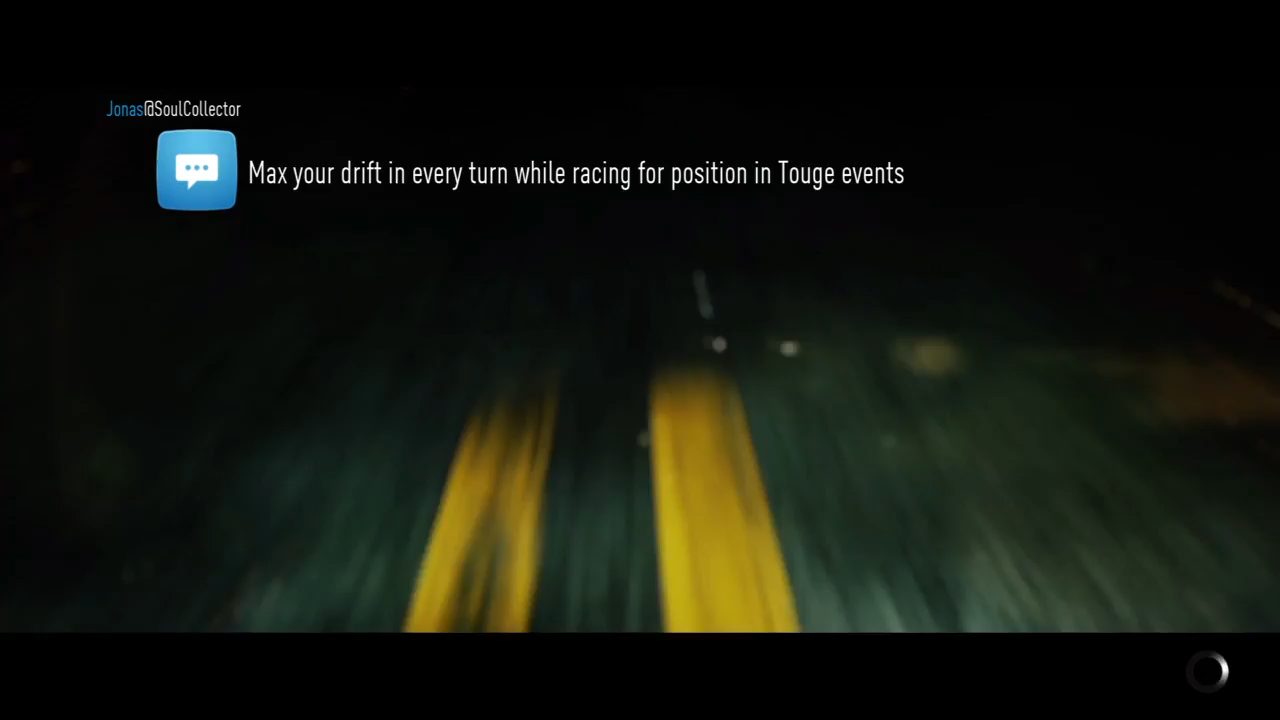 Jonas@SoulCollector
Max your drift in every turn while racing for position in Touge events